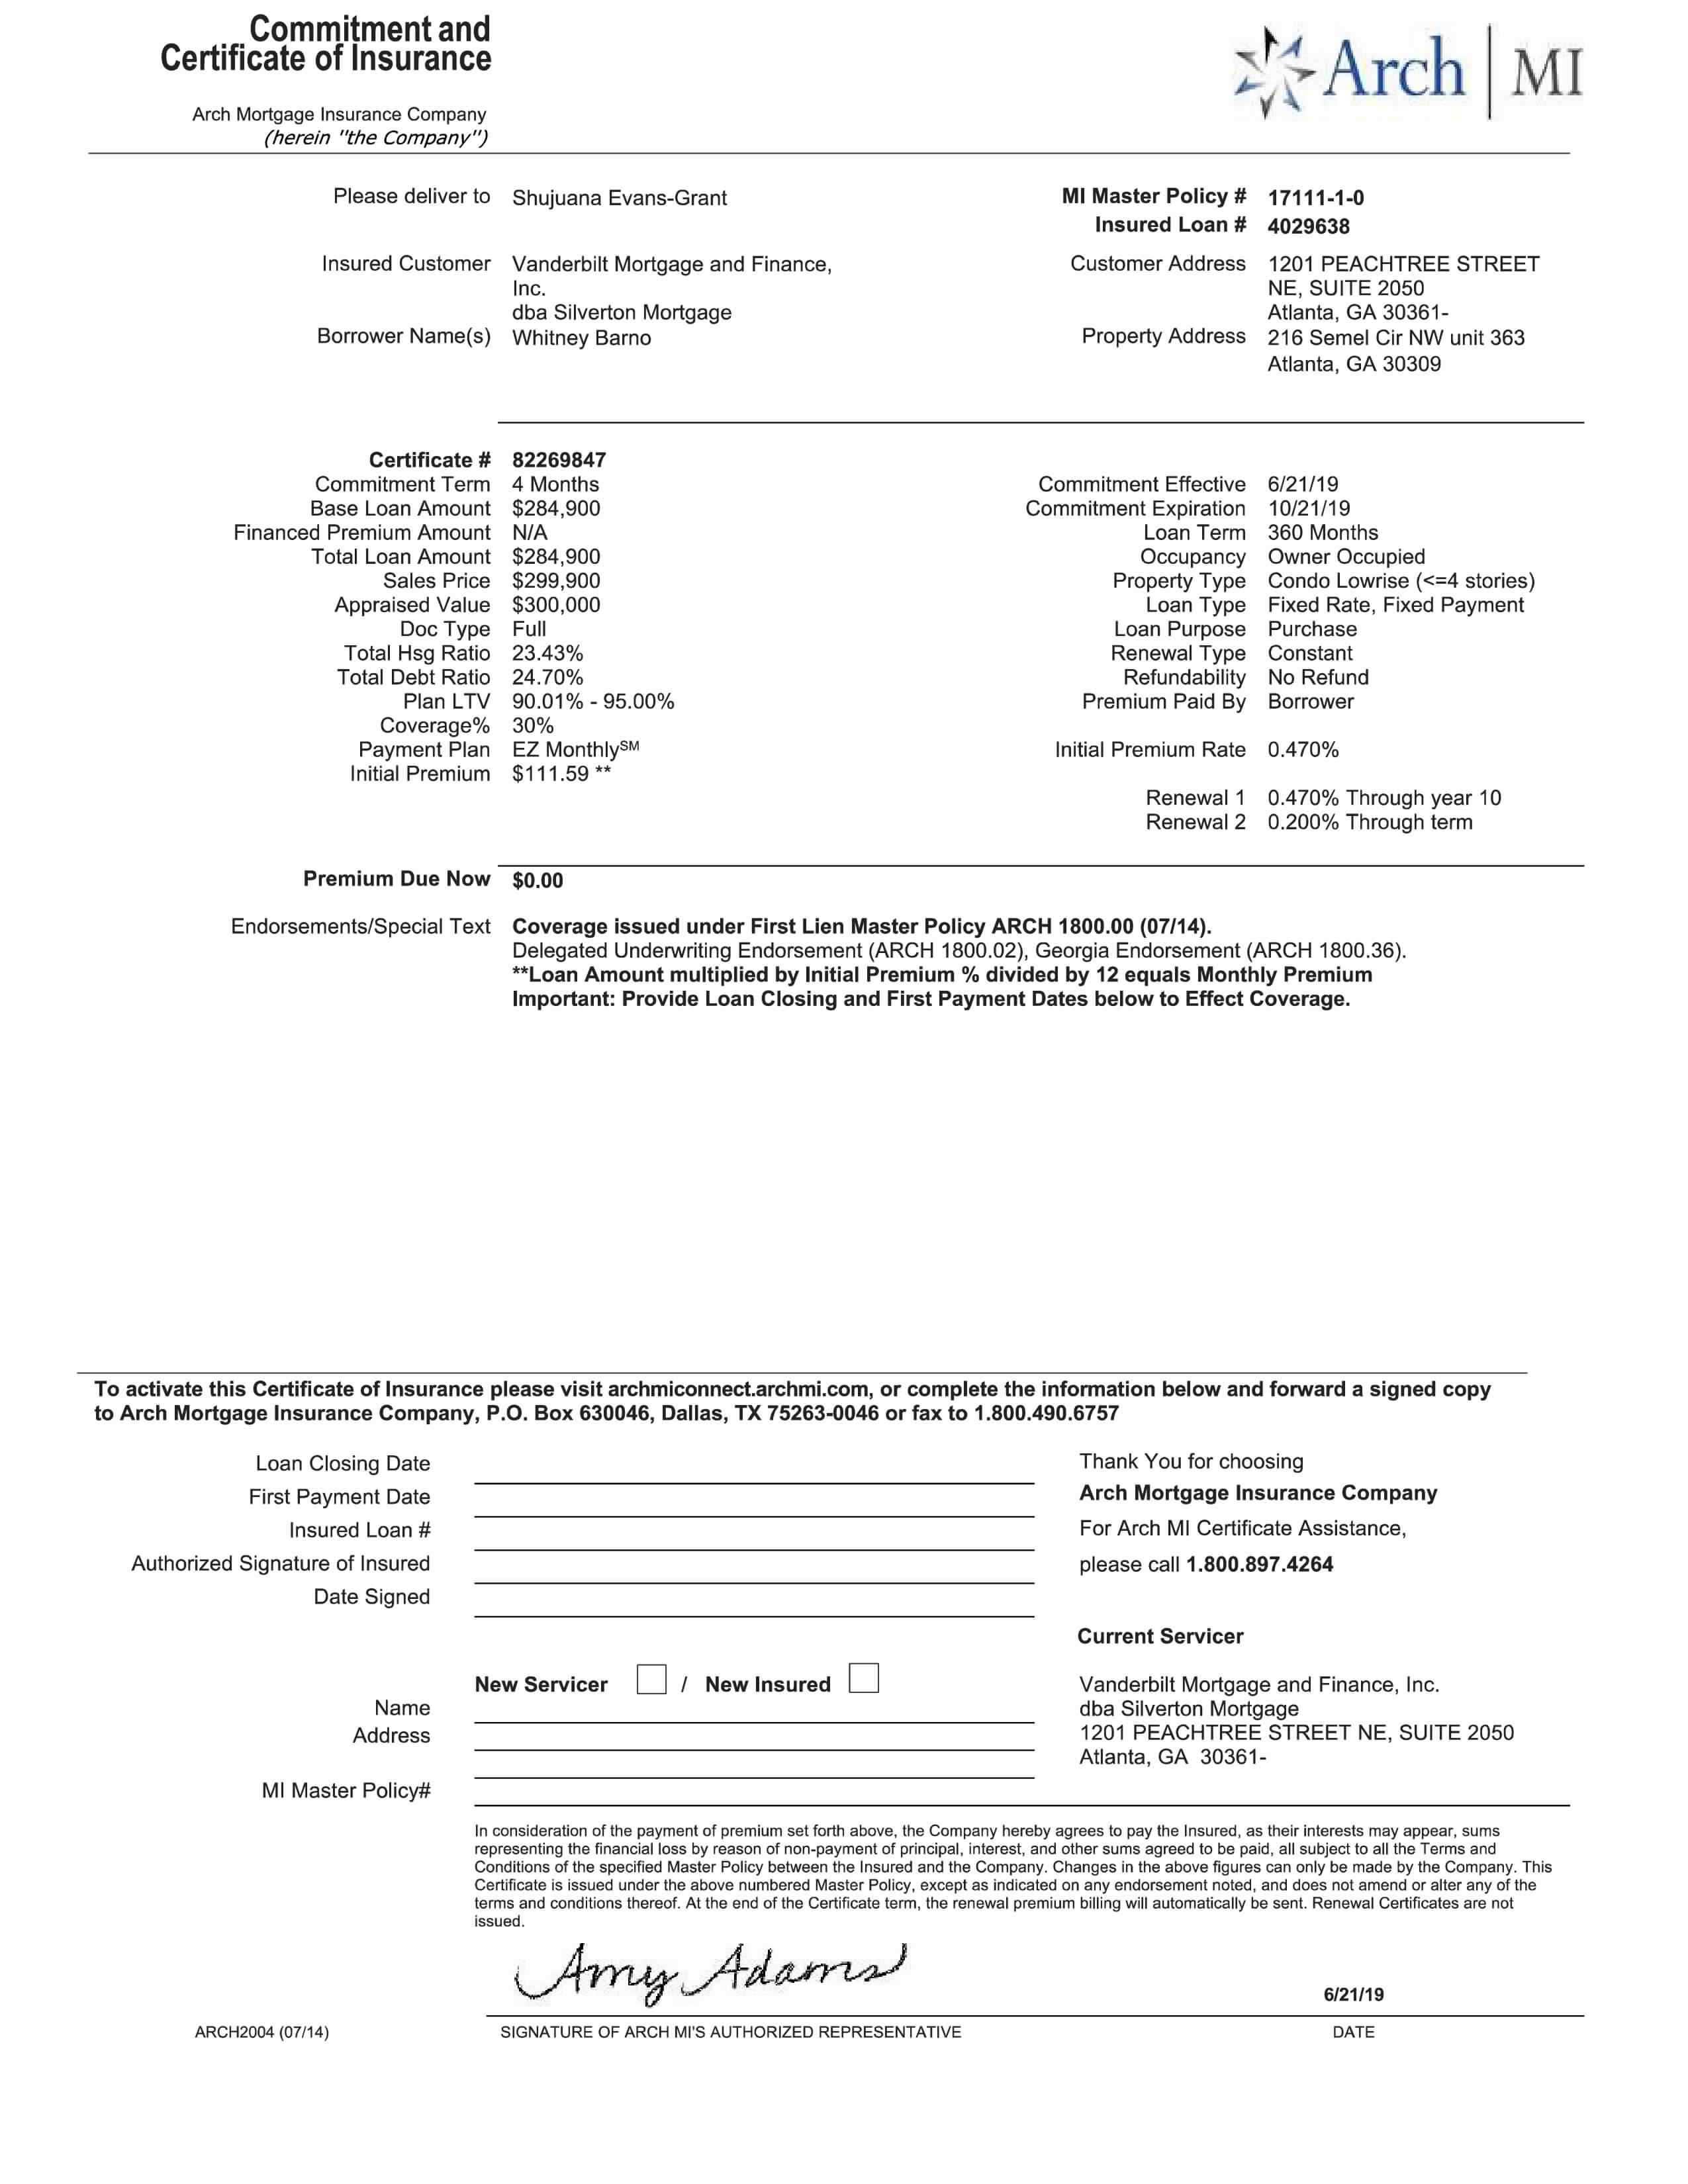 Commitment and
Certificate of Insurance
Arch | MI
Arch Mortgage Insurance Company
(herein "the Company")
Please deliver to Shujuana Evans-Grant
MI Master Policy # 17111-1-0
Insured Loan # 4029638
Insured Customer Vanderbilt Mortgage and Finance,
Inc.
dba Silverton Mortgage
Customer Address 1201 PEACHTREE STREET
NE, SUITE 2050
Atlanta, GA 30361-
Borrower Name(s) Whitney Barno
Property Address 216 Semel Cir NW unit 363
Atlanta, GA 30309
Certificate # 82269847
Commitment Term 4 Months
Base Loan Amount $284,900
Financed Premium Amount N/A
Total Loan Amount $284,900
Sales Price $299,900
Appraised Value $300,000
Doc Type Full
Total Hsg Ratio 23.43%
Total Debt Ratio 24.70%
Plan LTV 90.01% - 95.00%
Coverage% 30%
Payment Plan EZ MonthlySM
Initial Premium $111.59 **
Commitment Effective 6/21/19
Commitment Expiration 10/21/19
Loan Term 360 Months
Occupancy Owner Occupied
Property Type Condo Lowrise (<=4 stories)
Loan Type Fixed Rate, Fixed Payment
Loan Purpose Purchase
Renewal Type Constant
Refundability No Refund
Premium Paid By Borrower
Initial Premium Rate 0.470%
Renewal 1 0.470% Through year 10
Renewal 2 0.200% Through term
Premium Due Now $0.00
Endorsements/Special Text Coverage issued under First Lien Master Policy ARCH 1800.00 (07/14).
Delegated Underwriting Endorsement (ARCH 1800.02), Georgia Endorsement (ARCH 1800.36).
**Loan Amount multiplied by Initial Premium % divided by 12 equals Monthly Premium
Important: Provide Loan Closing and First Payment Dates below to Effect Coverage.
To activate this Certificate of Insurance please visit archmiconnect.archmi.com, or complete the information below and forward a signed copy
to Arch Mortgage Insurance Company, P.O. Box 630046, Dallas, TX 75263-0046 or fax to 1.800.490.6757
Loan Closing Date
First Payment Date
Insured Loan #
Authorized Signature of Insured
Date Signed
Thank You for choosing
Arch Mortgage Insurance Company
For Arch MI Certificate Assistance,
please call 1.800.897.4264
Current Servicer
New Servicer / New Insured
Name
Address
MI Master Policy#
Vanderbilt Mortgage and Finance, Inc.
dba Silverton Mortgage
1201 PEACHTREE STREET NE, SUITE 2050
Atlanta, GA 30361-
In consideration of the payment of premium set forth above, the Company hereby agrees to pay the Insured, as their interests may appear, sums
representing the financial loss by reason of non-payment of principal, interest, and other sums agreed to be paid, all subject to all the Terms and
Conditions of the specified Master Policy between the Insured and the Company. Changes in the above figures can only be made by the Company. This
Certificate is issued under the above numbered Master Policy, except as indicated on any endorsement noted, and does not amend or alter any of the
terms and conditions thereof. At the end of the Certificate term, the renewal premium billing will automatically be sent. Renewal Certificates are not
issued.
Amy Adams
6/21/19
ARCH2004 (07/14)
SIGNATURE OF ARCH MI'S AUTHORIZED REPRESENTATIVE
DATE